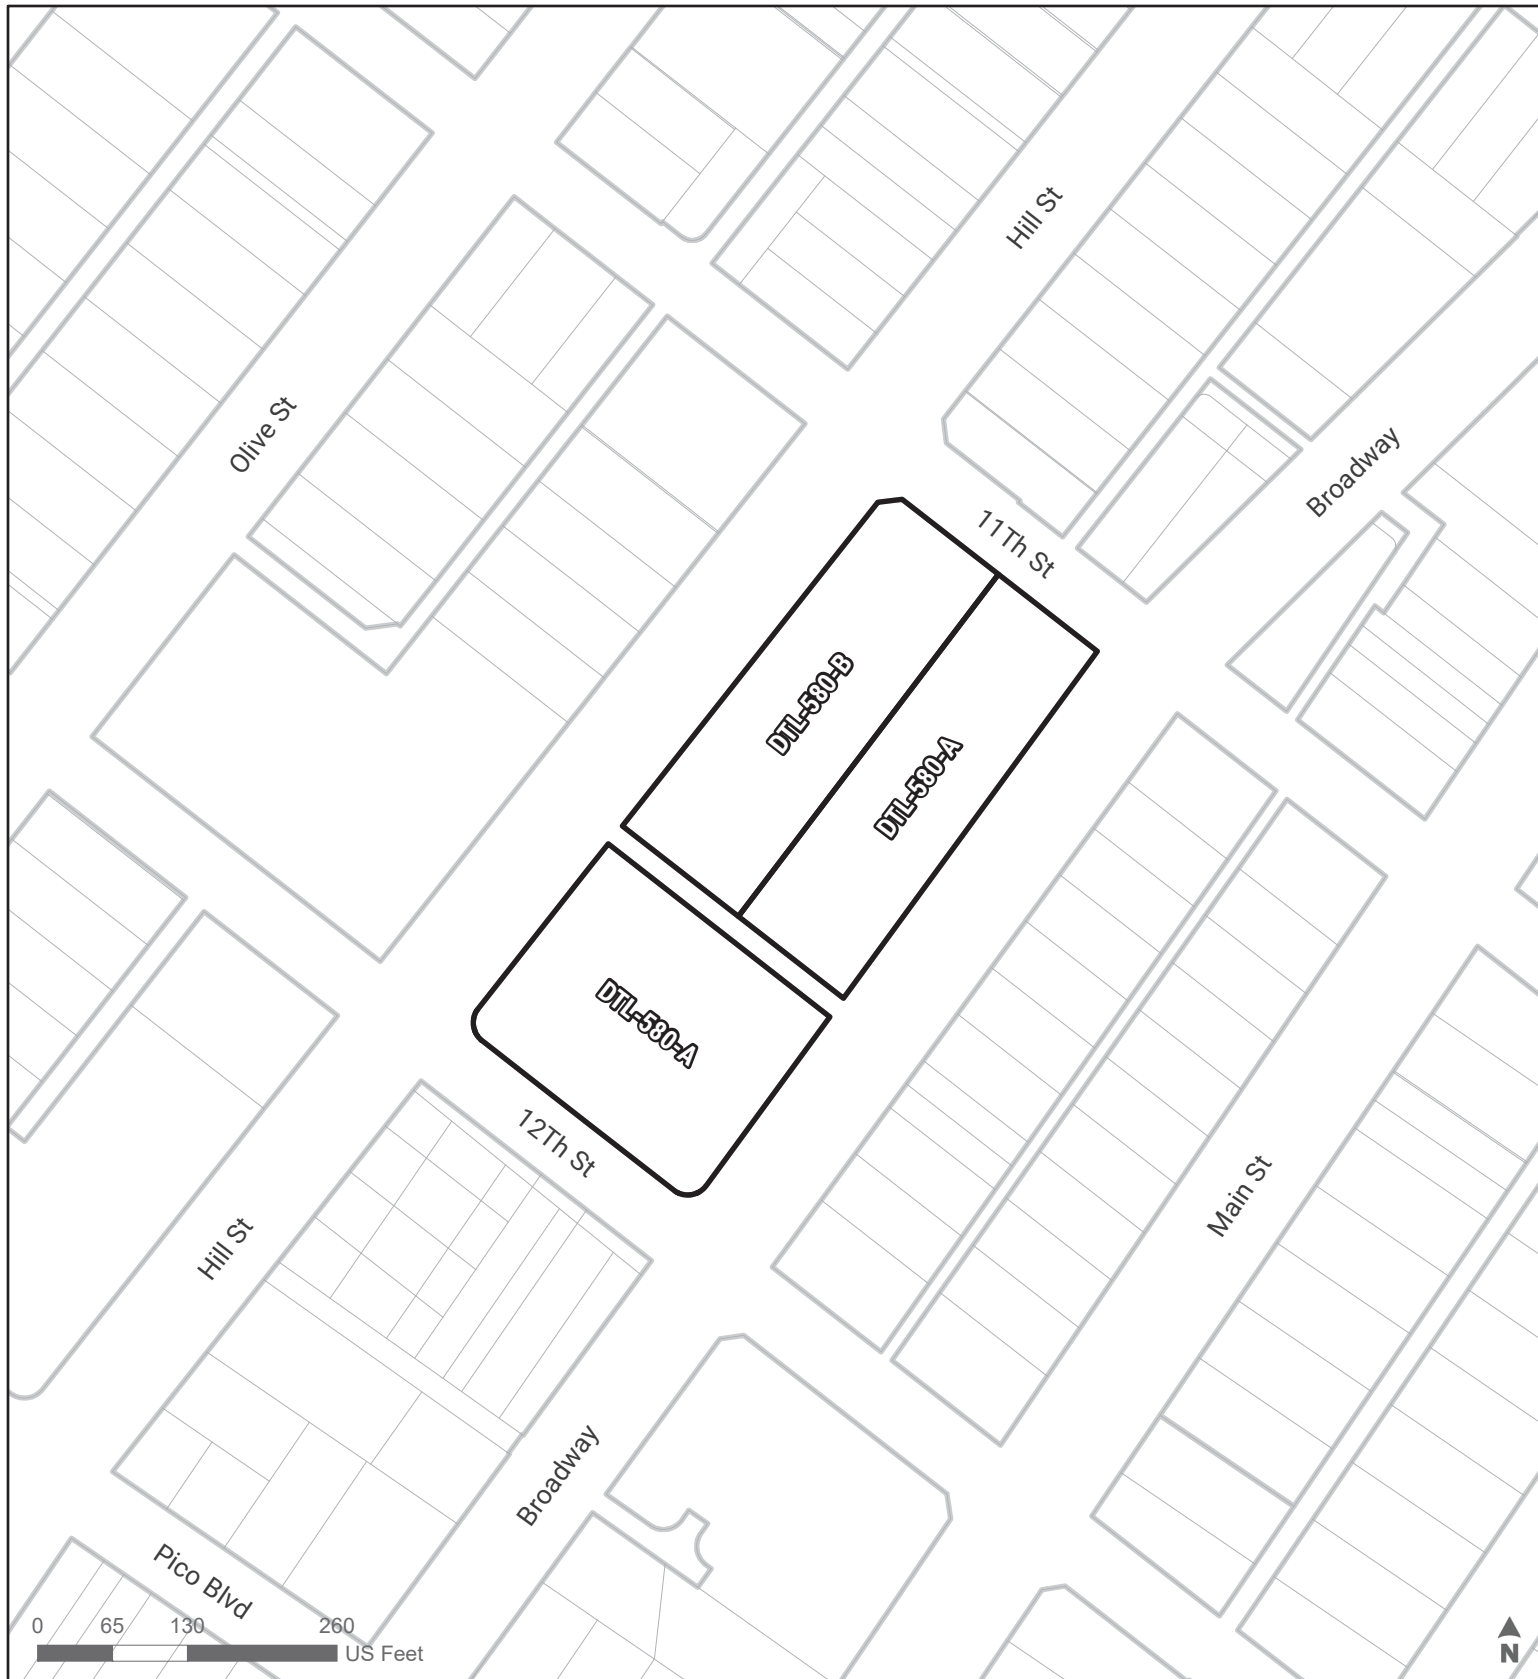 Hill St
Olive St
Broadway
11Th St
DTL-580-B
DTL-580-A
DTL-580-A
12Th St
Main St
Hill St
Broadway
Pico Blvd
0 65 130 260
US Feet
N